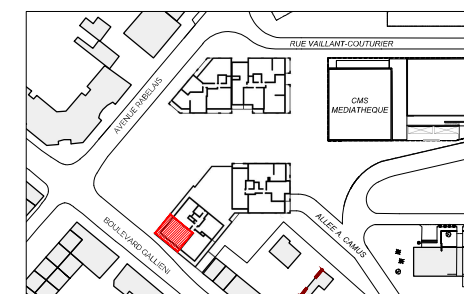 RUE VAILLANT-COUTURIER
AVENUE RABELAIS
CMS
MEDIATHEQUE
BOULEVARD GALLIENI
ALLEE A. CAMUS